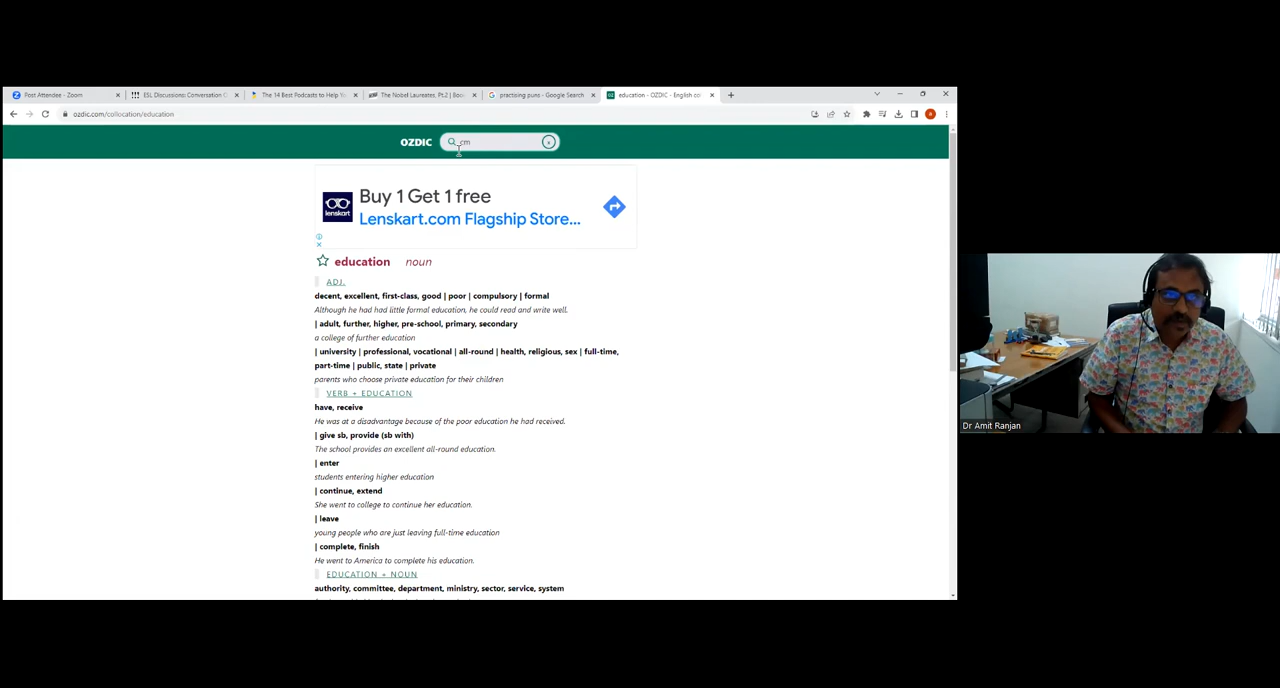 Post Attendee - Zoom
ESL Discussions: Conversation Q
The 14 Best Podcasts to Help Yo
The Nobel Laureates, Pt.2 | Boo
practising puns - Google Search
education - OZDIC - English co
ozdic.com/collocation/education
OZDIC
cm
Buy 1 Get 1 free
lenskart
Lenskart.com Flagship Store...
education noun
ADJ.
decent, excellent, first-class, good | poor | compulsory | formal
Although he had had little formal education, he could read and write well.
| adult, further, higher, pre-school, primary, secondary
a college of further education
| university | professional, vocational | all-round | health, religious, sex | full-time,
part-time | public, state | private
parents who choose private education for their children
VERB + EDUCATION
have, receive
He was at a disadvantage because of the poor education he had received.
| give sb, provide (sb with)
The school provides an excellent all-round education.
| enter
students entering higher education
| continue, extend
She went to college to continue her education.
| leave
young people who are just leaving full-time education
| complete, finish
He went to America to complete his education.
EDUCATION + NOUN
authority, committee, department, ministry, sector, service, system
Dr Amit Ranjan